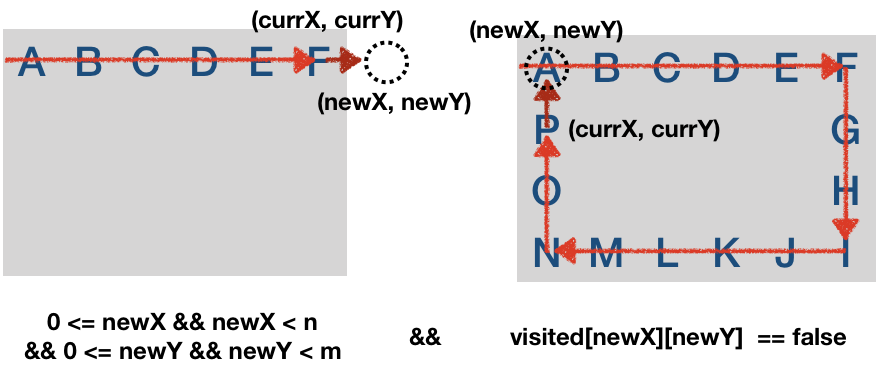 (currX, currY)
A B C D E F
(newX, newY)
0 <= newX && newX < n
&& 0 <= newY && newY < m
&&
(newX, newY)
A B C D E F
P (currX, currY) G
O H
N M L K J I
visited[newX][newY] == false